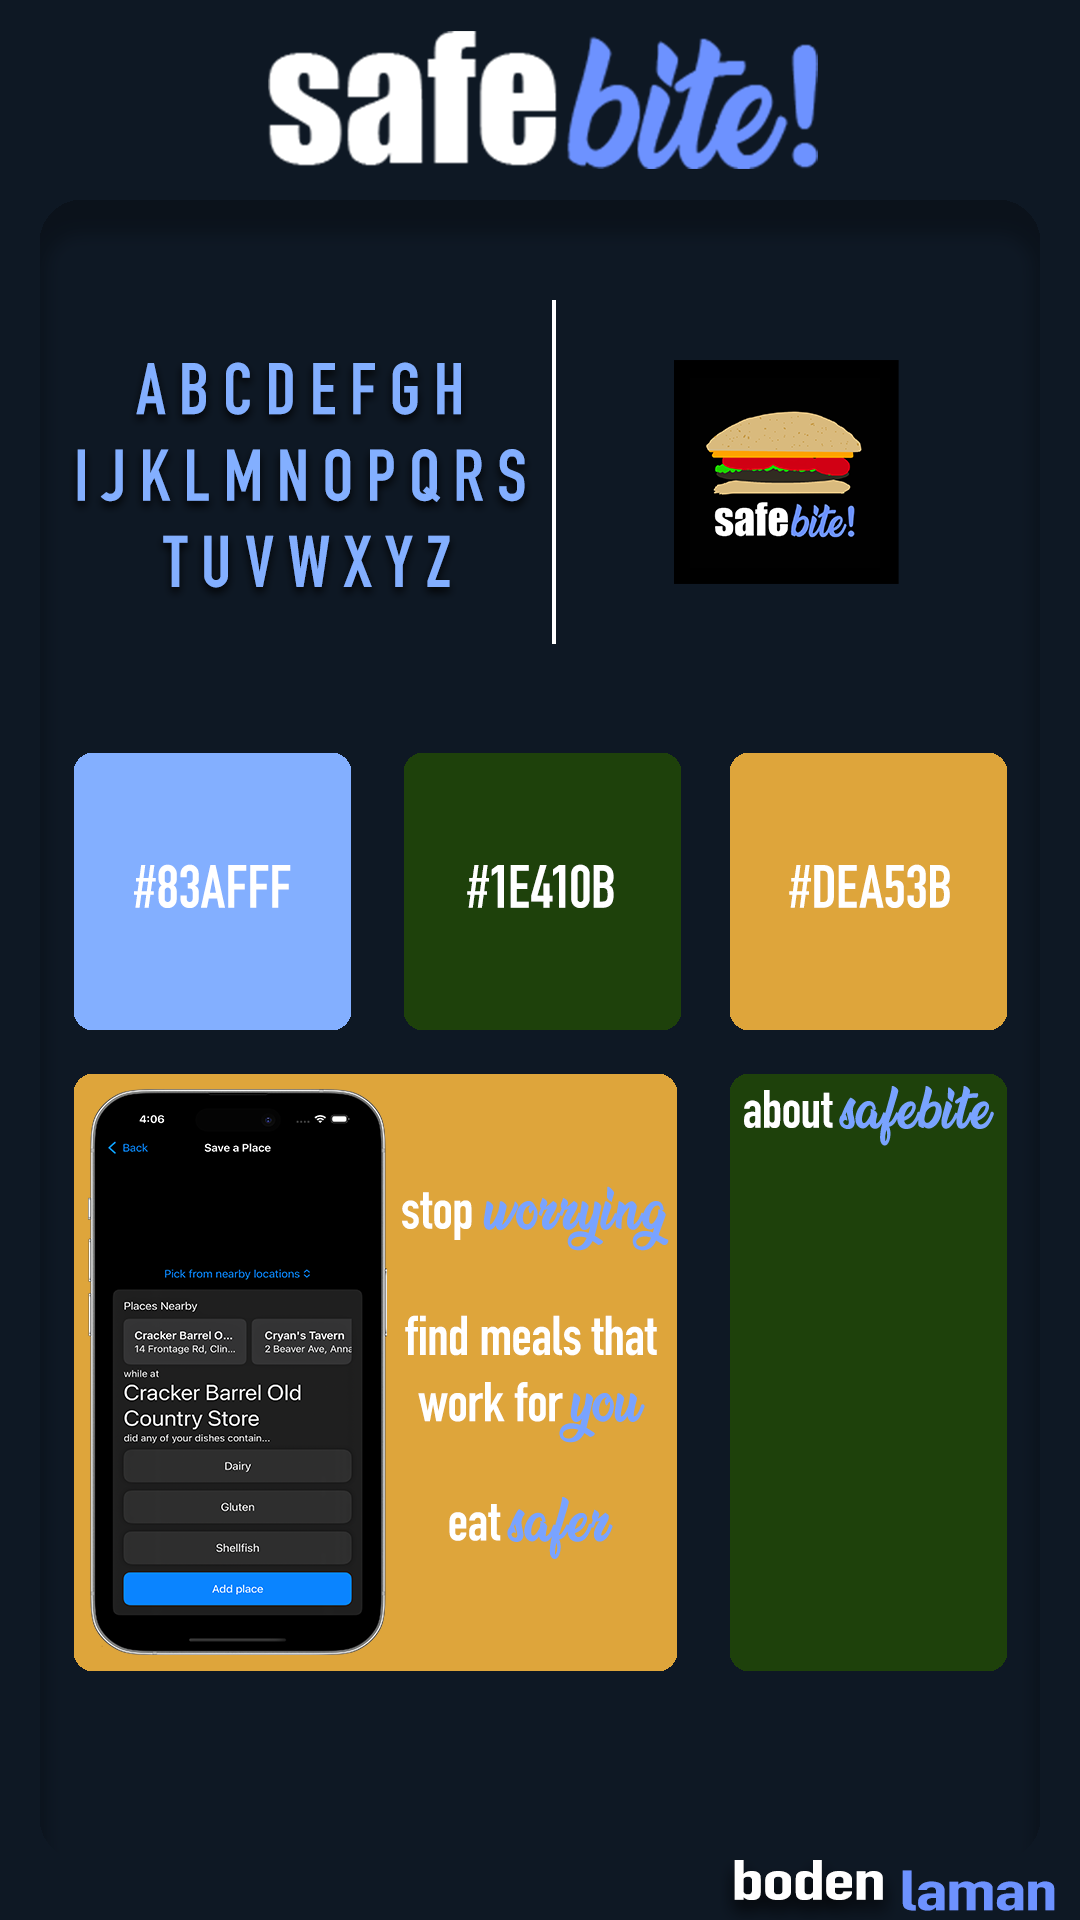 safebite!
A B C D E F G H
I J K L M N O P Q R S
T U V W X Y Z
safebite!
#83AFFF
#1E410B
#DEA53B
4:06
Back
Save a Place
Pick from nearby locations
Places Nearby
Cracker Barrel O...
14 Frontage Rd, Clin...
Cryan's Tavern
2 Beaver Ave, Anna
while at
Cracker Barrel Old
Country Store
did any of your dishes contain...
Dairy
Gluten
Shellfish
Add place
stop worrying
find meals that
work for you
eat safer
about safebite
boden laman